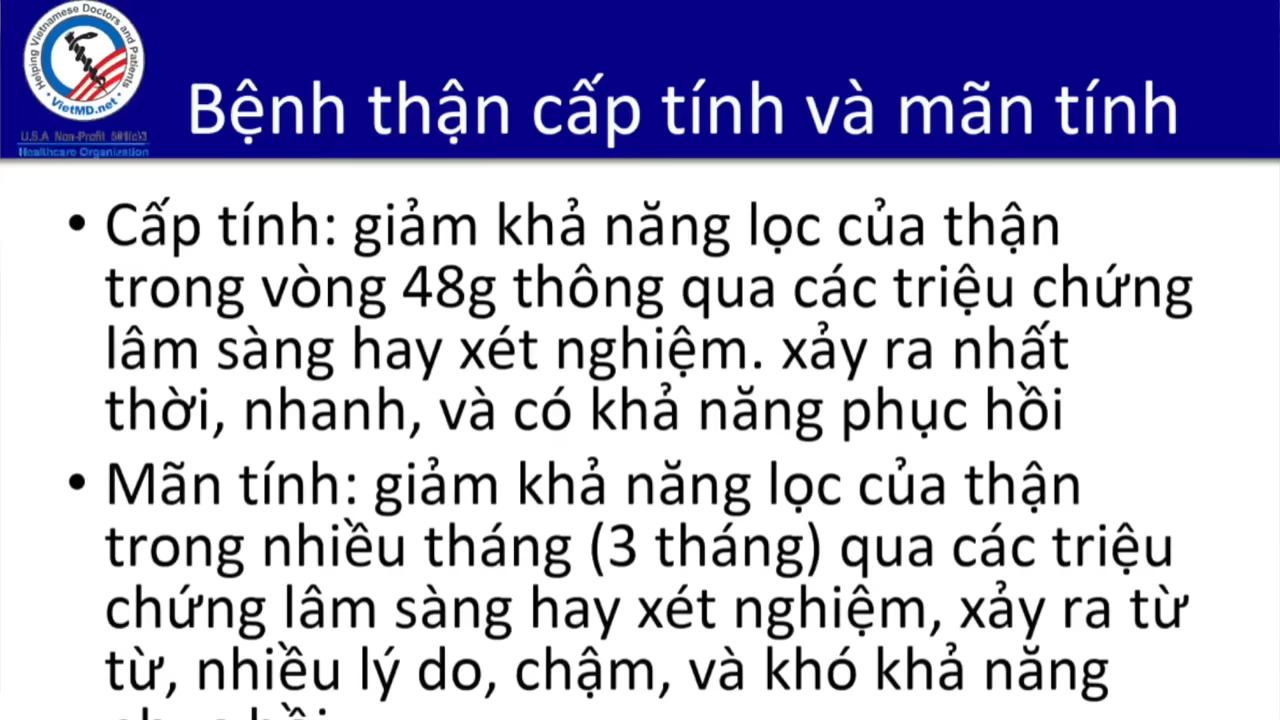 Helping Vietnamese Doctors and Patients
• VietMD.net •
U.S.A Non-Profit 501(c)3
Healthcare Organization
Bệnh thận cấp tính và mãn tính
• Cấp tính: giảm khả năng lọc của thận
trong vòng 48g thông qua các triệu chứng
lâm sàng hay xét nghiệm. xảy ra nhất
thời, nhanh, và có khả năng phục hồi
• Mãn tính: giảm khả năng lọc của thận
trong nhiều tháng (3 tháng) qua các triệu
chứng lâm sàng hay xét nghiệm, xảy ra từ
từ, nhiều lý do, chậm, và khó khả năng